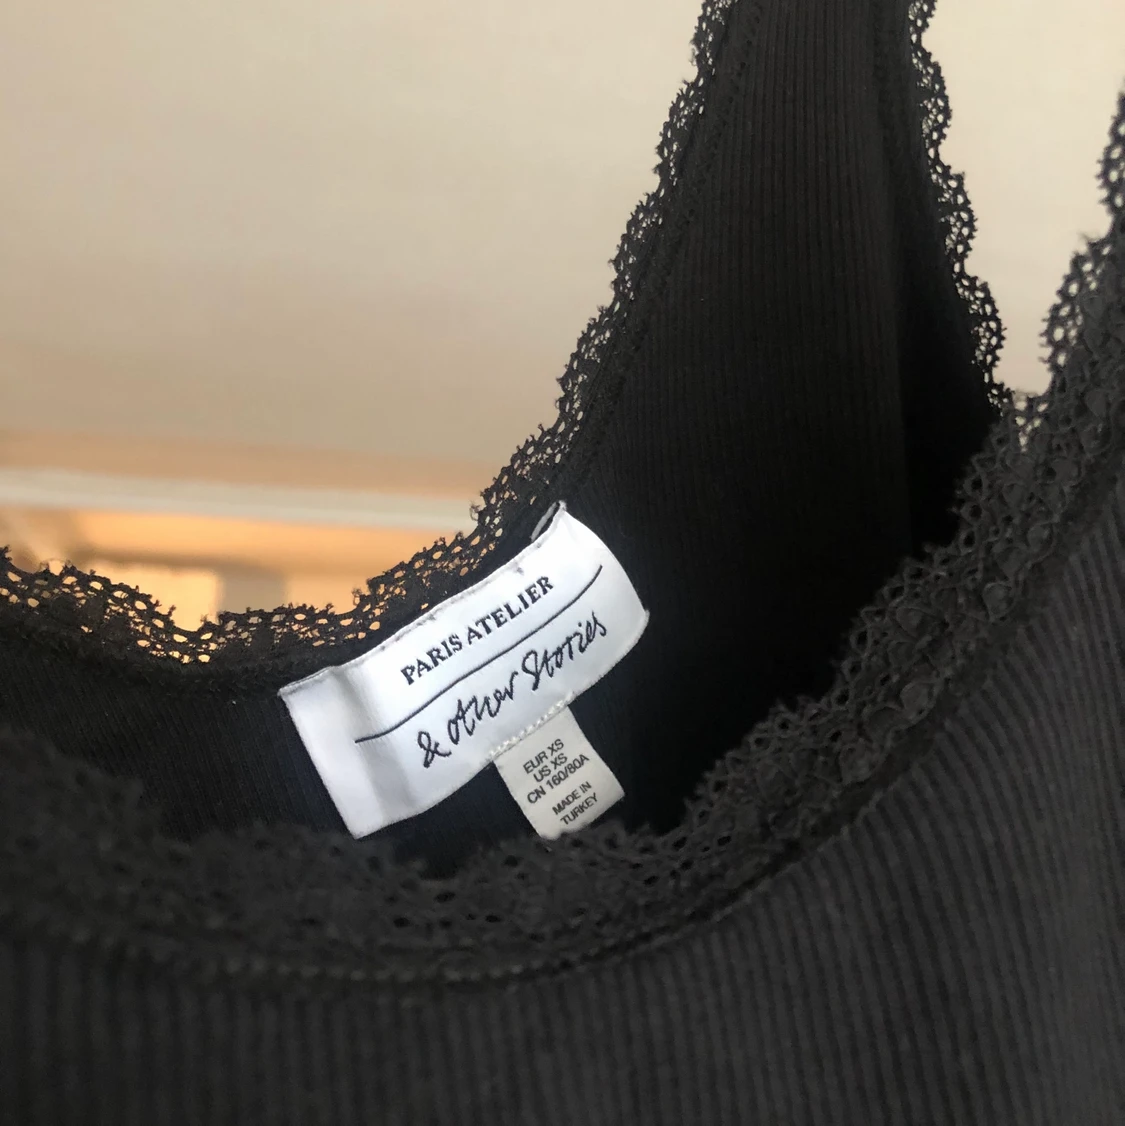 PARIS ATELIER
& other Stories
EUR XS
US XS
CN 160/80A
MADE IN
TURKEY